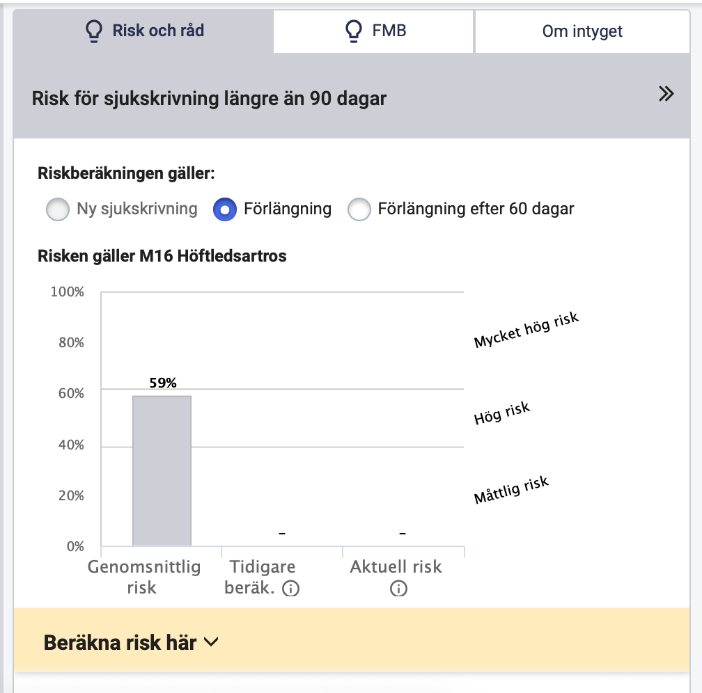 Risk och råd
FMB
Om intyget
Risk för sjukskrivning längre än 90 dagar
Riskberäkningen gäller:
Ny sjukskrivning
Förlängning
Förlängning efter 60 dagar
Risken gäller M16 Höftledsartros
100%
80%
60%
40%
20%
0%
59%
–
–
Mycket hög risk
Hög risk
Måttlig risk
Genomsnittlig
risk
Tidigare
beräk.
Aktuell risk
Beräkna risk här